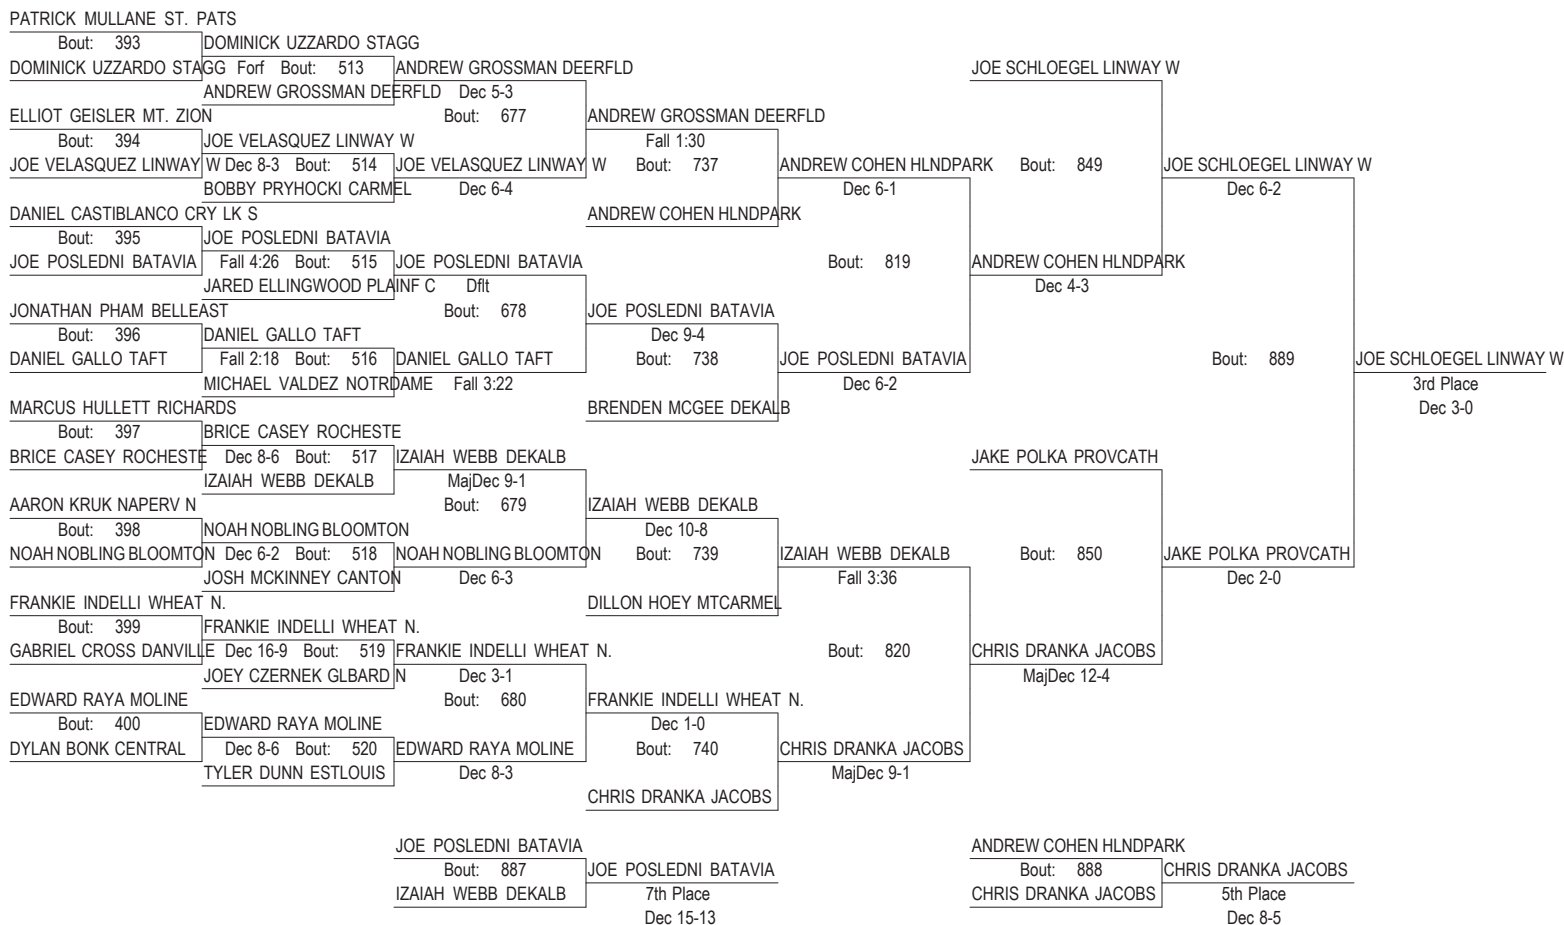 PATRICK MULLANE ST. PATS
Bout: 393 DOMINICK UZZARDO STAGG
DOMINICK UZZARDO STAGG Forf Bout: 513 ANDREW GROSSMAN DEERFLD JOE SCHLOEGEL LINWAY W
ANDREW GROSSMAN DEERFLD Dec 5-3
ELLIOT GEISLER MT. ZION Bout: 677 ANDREW GROSSMAN DEERFLD
Bout: 394 JOE VELASQUEZ LINWAY W Fall 1:30
JOE VELASQUEZ LINWAY W Dec 8-3 Bout: 514 JOE VELASQUEZ LINWAY W Bout: 737 ANDREW COHEN HLNDPARK Bout: 849 JOE SCHLOEGEL LINWAY W
BOBBY PRYHOCKI CARMEL Dec 6-4 Dec 6-1 Dec 6-2
DANIEL CASTIBLANCO CRY LK S ANDREW COHEN HLNDPARK
Bout: 395 JOE POSLEDNI BATAVIA
JOE POSLEDNI BATAVIA Fall 4:26 Bout: 515 JOE POSLEDNI BATAVIA Bout: 819 ANDREW COHEN HLNDPARK
JARED ELLINGWOOD PLAINF C Dflt Dec 4-3
JONATHAN PHAM BELLEAST Bout: 678 JOE POSLEDNI BATAVIA
Bout: 396 DANIEL GALLO TAFT Dec 9-4
DANIEL GALLO TAFT Fall 2:18 Bout: 516 DANIEL GALLO TAFT Bout: 738 JOE POSLEDNI BATAVIA Bout: 889 JOE SCHLOEGEL LINWAY W
MICHAEL VALDEZ NOTRDAME Fall 3:22 Dec 6-2 3rd Place
MARCUS HULLETT RICHARDS BRENDEN MCGEE DEKALB Dec 3-0
Bout: 397 BRICE CASEY ROCHESTE
BRICE CASEY ROCHESTE Dec 8-6 Bout: 517 IZAIAH WEBB DEKALB JAKE POLKA PROVCATH
IZAIAH WEBB DEKALB MajDec 9-1
AARON KRUK NAPERV N Bout: 679 IZAIAH WEBB DEKALB
Bout: 398 NOAH NOBLING BLOOMTON Dec 10-8
NOAH NOBLING BLOOMTON Dec 6-2 Bout: 518 NOAH NOBLING BLOOMTON Bout: 739 IZAIAH WEBB DEKALB Bout: 850 JAKE POLKA PROVCATH
JOSH MCKINNEY CANTON Dec 6-3 Fall 3:36 Dec 2-0
FRANKIE INDELLI WHEAT N. DILLON HOEY MTCARMEL
Bout: 399 FRANKIE INDELLI WHEAT N.
GABRIEL CROSS DANVILLE Dec 16-9 Bout: 519 FRANKIE INDELLI WHEAT N. Bout: 820 CHRIS DRANKA JACOBS
JOEY CZERNEK GLBARD N Dec 3-1 MajDec 12-4
EDWARD RAYA MOLINE Bout: 680 FRANKIE INDELLI WHEAT N.
Bout: 400 EDWARD RAYA MOLINE Dec 1-0
DYLAN BONK CENTRAL Dec 8-6 Bout: 520 EDWARD RAYA MOLINE Bout: 740 CHRIS DRANKA JACOBS
TYLER DUNN ESTLOUIS Dec 8-3 MajDec 9-1
CHRIS DRANKA JACOBS
JOE POSLEDNI BATAVIA ANDREW COHEN HLNDPARK
Bout: 887 JOE POSLEDNI BATAVIA Bout: 888 CHRIS DRANKA JACOBS
IZAIAH WEBB DEKALB 7th Place CHRIS DRANKA JACOBS 5th Place
Dec 15-13 Dec 8-5